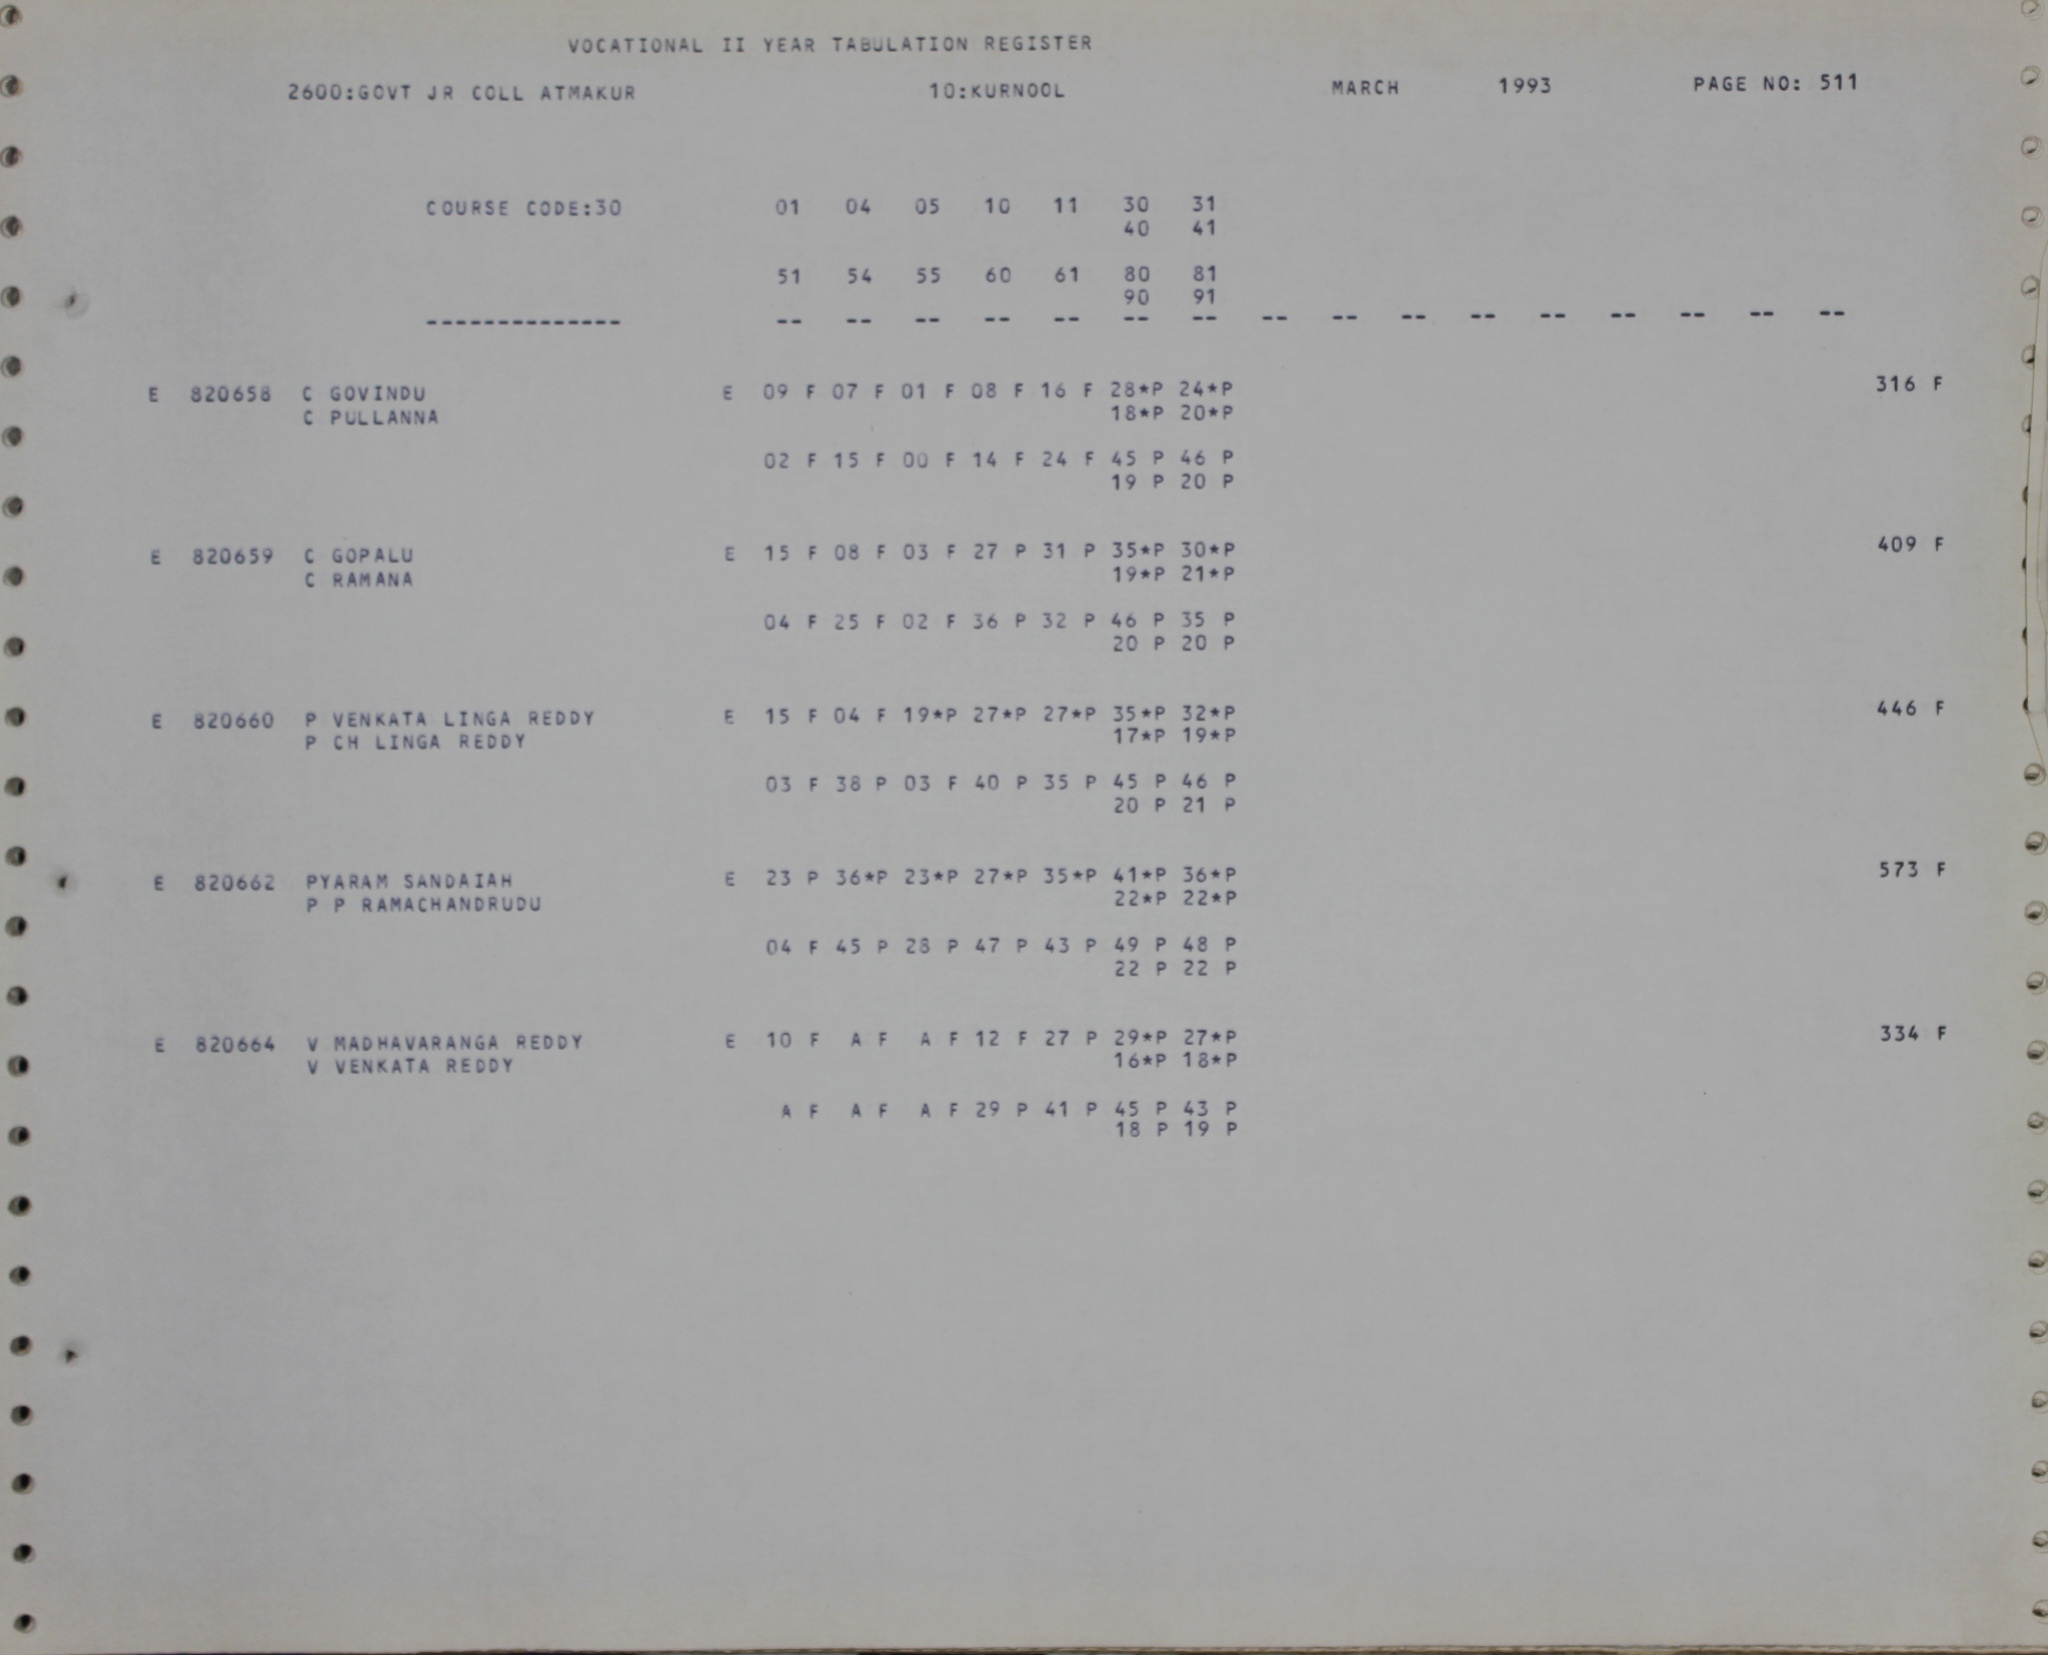 VOCATIONAL II YEAR TABULATION REGISTER
2600:GOVT JR COLL ATMAKUR 10:KURNOOL MARCH 1993 PAGE NO: 511
COURSE CODE:30 01 04 05 10 11 30 31
40 41
51 54 55 60 61 80 81
90 91
-------------- -- -- -- -- -- -- -- -- -- -- -- -- -- -- -- --
E 820658 C GOVINDU E 09 F 07 F 01 F 08 F 16 F 28*P 24*P 316 F
C PULLANNA 18*P 20*P
02 F 15 F 00 F 14 F 24 F 45 P 46 P
19 P 20 P
E 820659 C GOPALU E 15 F 08 F 03 F 27 P 31 P 35*P 30*P 409 F
C RAMANA 19*P 21*P
04 F 25 F 02 F 36 P 32 P 46 P 35 P
20 P 20 P
E 820660 P VENKATA LINGA REDDY E 15 F 04 F 19*P 27*P 27*P 35*P 32*P 446 F
P CH LINGA REDDY 17*P 19*P
03 F 38 P 03 F 40 P 35 P 45 P 46 P
20 P 21 P
E 820662 PYARAM SANDAIAH E 23 P 36*P 23*P 27*P 35*P 41*P 36*P 573 F
P P RAMACHANDRUDU 22*P 22*P
04 F 45 P 28 P 47 P 43 P 49 P 48 P
22 P 22 P
E 820664 V MADHAVARANGA REDDY E 10 F A F A F 12 F 27 P 29*P 27*P 334 F
V VENKATA REDDY 16*P 18*P
A F A F A F 29 P 41 P 45 P 43 P
18 P 19 P